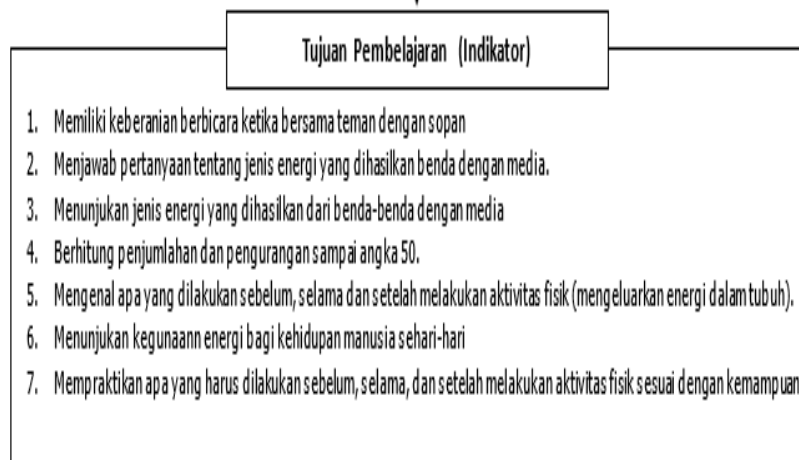 Tujuan Pembelajaran (Indikator)
1. Memiliki keberanian berbicara ketika bersama teman dengan sopan
2. Menjawab pertanyaan tentang jenis energi yang dihasilkan benda dengan media.
3. Menunjukan jenis energi yang dihasilkan dari benda-benda dengan media
4. Berhitung penjumlahan dan pengurangan sampai angka 50.
5. Mengenal apa yang dilakukan sebelum, selama dan setelah melakukan aktivitas fisik (mengeluarkan energi dalam tubuh).
6. Menunjukan kegunaann energi bagi kehidupan manusia sehari-hari
7. Mempraktikan apa yang harus dilakukan sebelum, selama, dan setelah melakukan aktivitas fisik sesuai dengan kemampuan